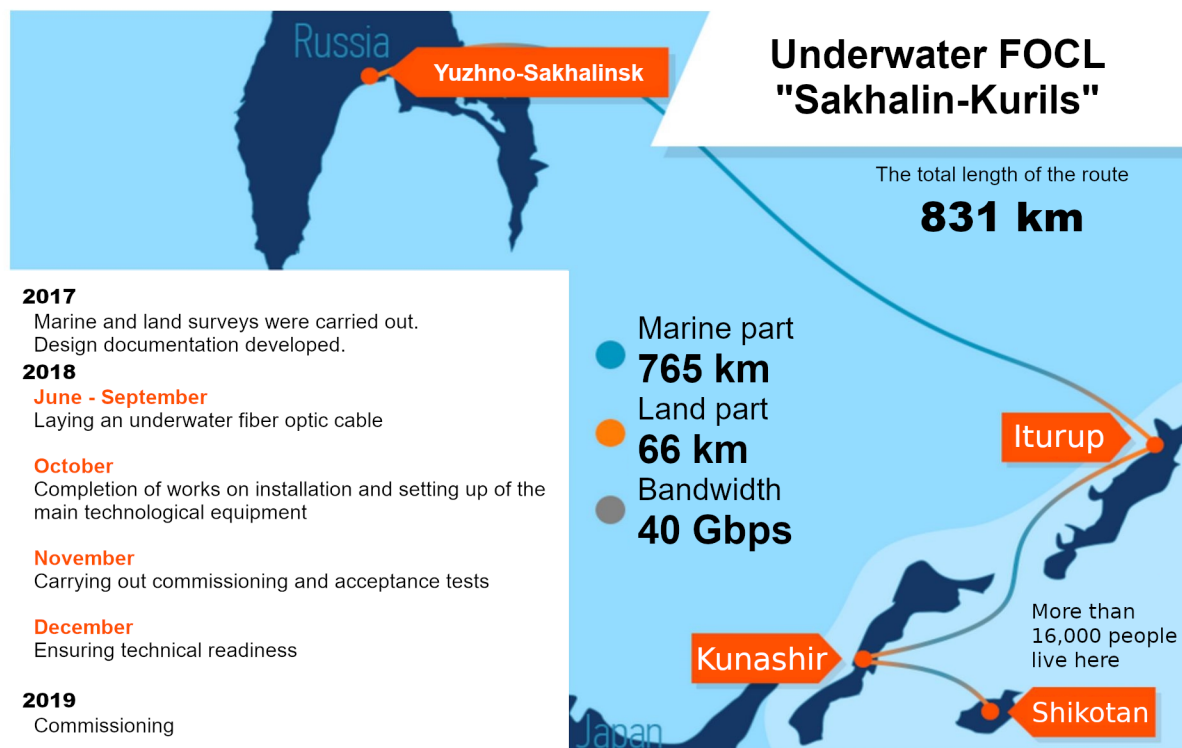 Russia
Yuzhno-Sakhalinsk
Underwater FOCL
"Sakhalin-Kurils"
The total length of the route
831 km
2017
Marine and land surveys were carried out.
Design documentation developed.
2018
June - September
Laying an underwater fiber optic cable
October
Completion of works on installation and setting up of the
main technological equipment
November
Carrying out commissioning and acceptance tests
December
Ensuring technical readiness
2019
Commissioning
Marine part
765 km
Land part
66 km
Bandwidth
40 Gbps
Iturup
More than
16,000 people
live here
Kunashir
Shikotan
Japan